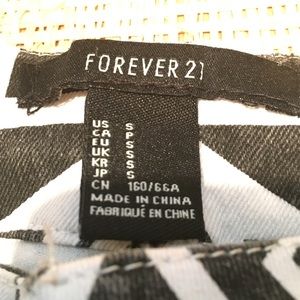 FOREVER 21
US S
CA P
EU S
UK S
KR S
JP S
CN 160/66A
MADE IN CHINA
FABRIQUÉ EN CHINE